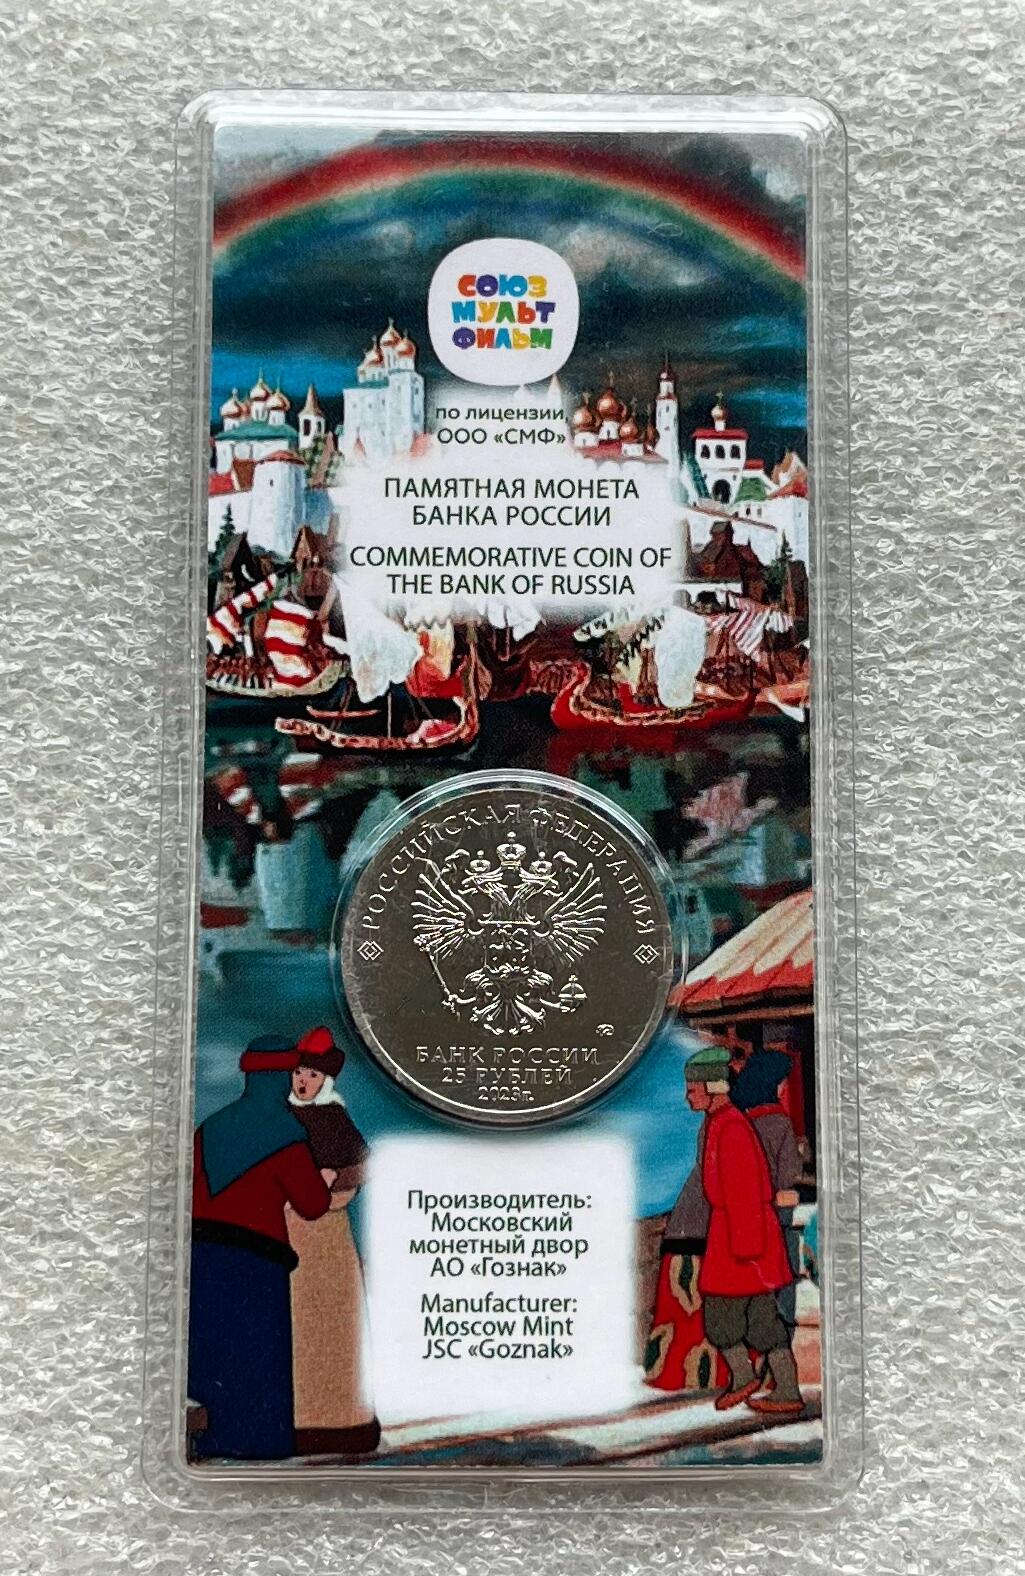 СОЮЗ
МУЛЬТ
ФИЛЬМ
по лицензии
ООО «СМФ»
ПАМЯТНАЯ МОНЕТА
БАНКА РОССИИ
COMMEMORATIVE COIN OF
THE BANK OF RUSSIA
РОССИЙСКАЯ ФЕДЕРАЦИЯ
БАНК РОССИИ
25 РУБЛЕЙ
2023г.
Производитель:
Московский
монетный двор
АО «Гознак»
Manufacturer:
Moscow Mint
JSC «Goznak»